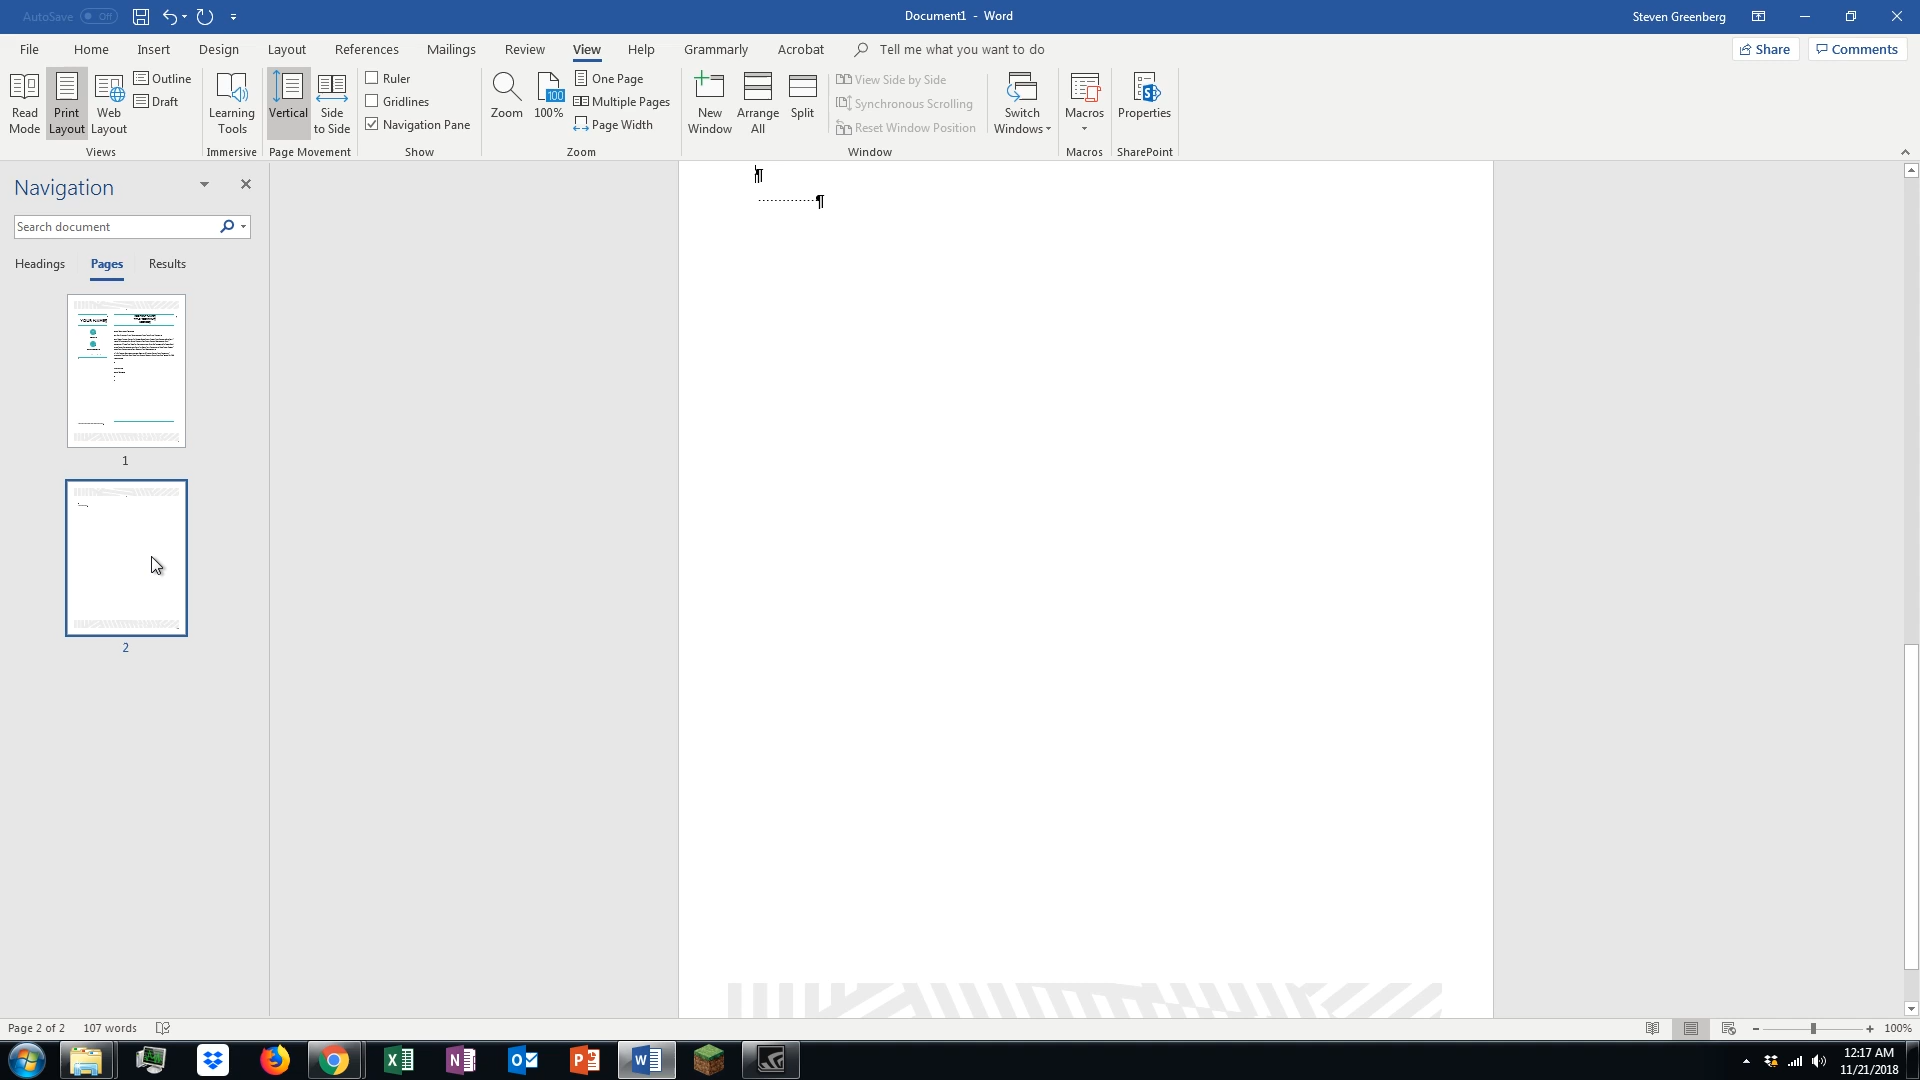 AutoSave Off
Document1 - Word
Steven Greenberg
File Home Insert Design Layout References Mailings Review View Help Grammarly Acrobat Tell me what you want to do
Share Comments
Read Mode
Print Layout
Web Layout
Outline
Draft
Views
Learning Tools
Immersive
Vertical
Side to Side
Page Movement
Ruler
Gridlines
Navigation Pane
Show
Zoom
100
100%
One Page
Multiple Pages
Page Width
Zoom
New Window
Arrange All
Split
View Side by Side
Synchronous Scrolling
Reset Window Position
Switch Windows
Window
Macros
Macros
Properties
SharePoint
Navigation
Search document
Headings Pages Results
YOUR NAME
1
2
¶
··············¶
Page 2 of 2 107 words
100%
12:17 AM
11/21/2018